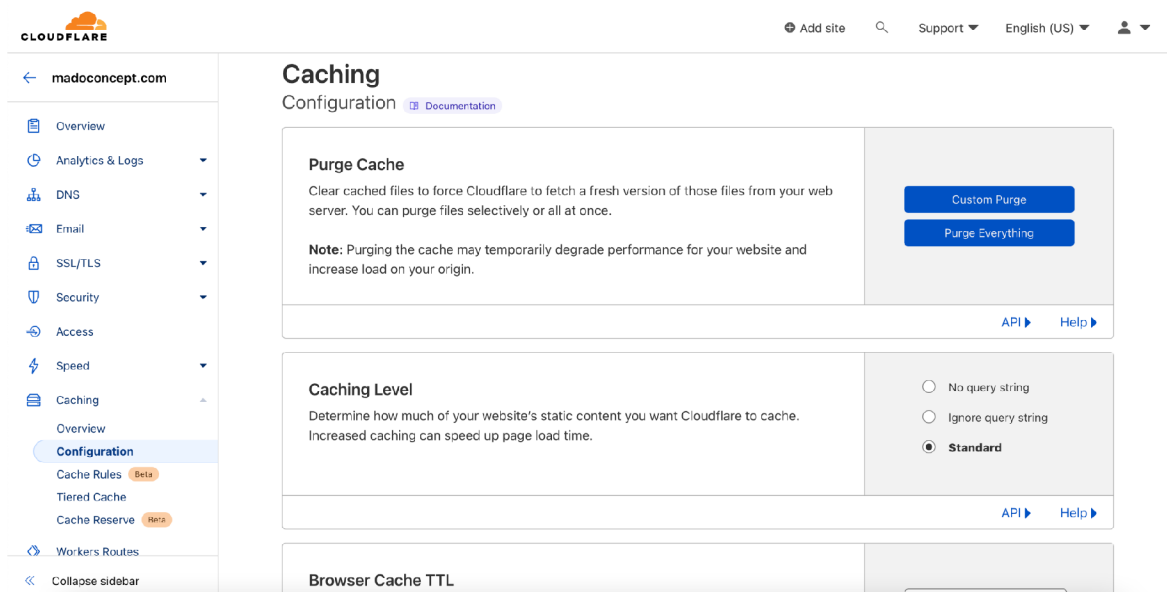 CLOUDFLARE
Add site
Support
English (US)
madoconcept.com
Overview
Analytics & Logs
DNS
Email
SSL/TLS
Security
Access
Speed
Caching
Overview
Configuration
Cache Rules Beta
Tiered Cache
Cache Reserve Beta
Workers Routes
Collapse sidebar
Caching
Configuration Documentation
Purge Cache
Clear cached files to force Cloudflare to fetch a fresh version of those files from your web
server. You can purge files selectively or all at once.
Note: Purging the cache may temporarily degrade performance for your website and
increase load on your origin.
Custom Purge
Purge Everything
API Help
Caching Level
Determine how much of your website's static content you want Cloudflare to cache.
Increased caching can speed up page load time.
No query string
Ignore query string
Standard
API Help
Browser Cache TTL